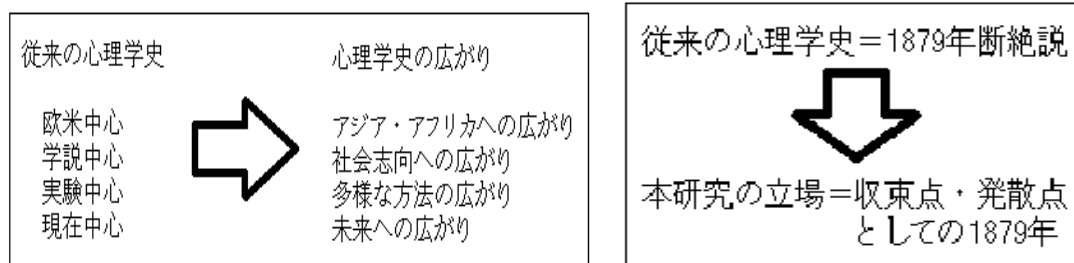 従来の心理学史
欧米中心
学説中心
実験中心
現在中心
心理学史の広がり
アジア・アフリカへの広がり
社会志向への広がり
多様な方法の広がり
未来への広がり
従来の心理学史＝1879年断絶説
本研究の立場＝収束点・発散点
としての1879年